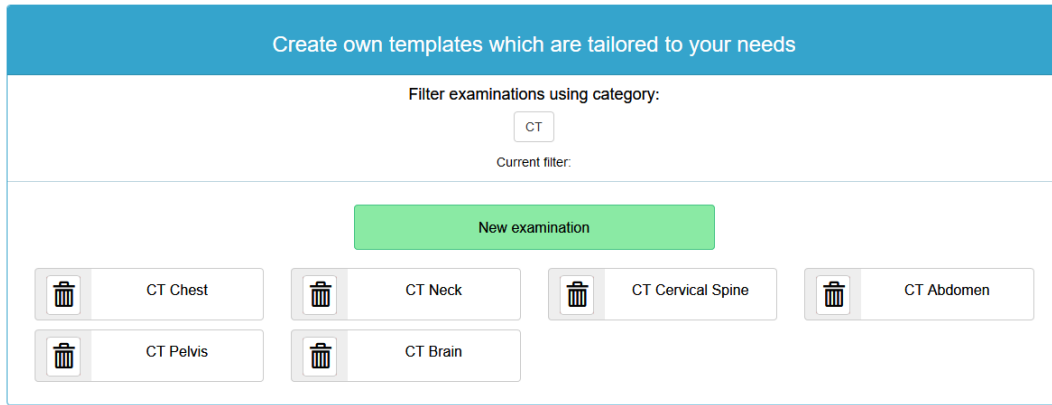 Create own templates which are tailored to your needs
Filter examinations using category:
CT
Current filter:
New examination
CT Chest
CT Neck
CT Cervical Spine
CT Abdomen
CT Pelvis
CT Brain